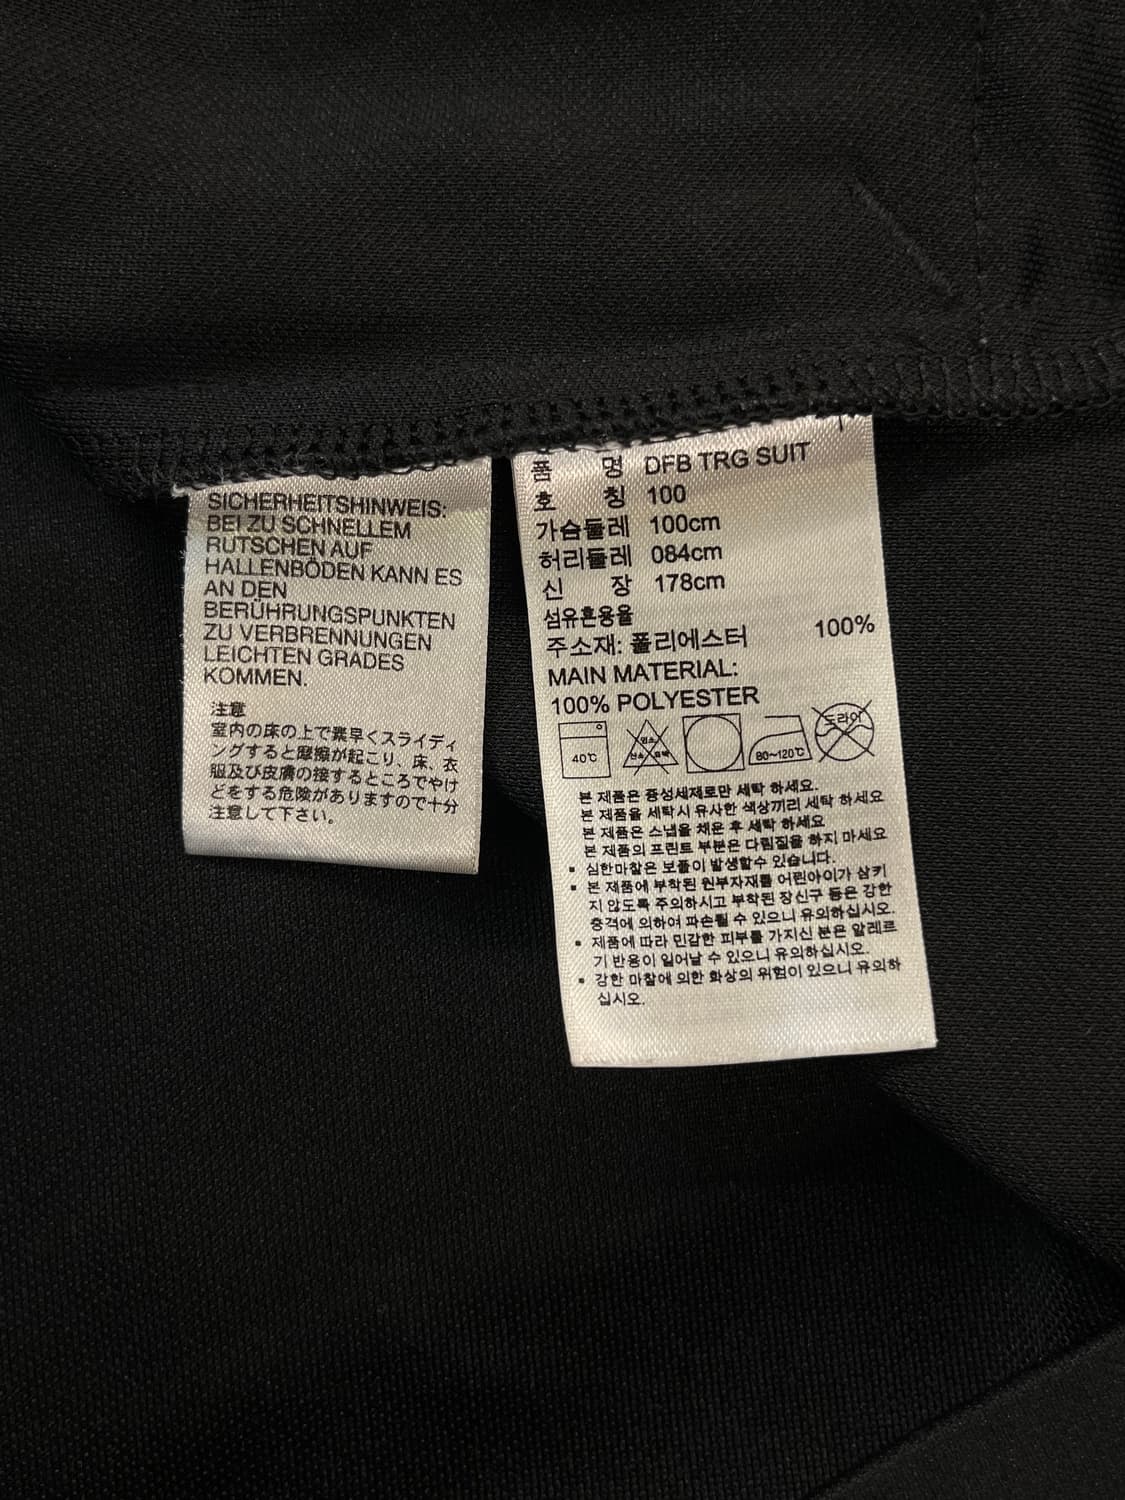 SICHERHEITSHINWEIS:
BEI ZU SCHNELLEM
RUTSCHEN AUF
HALLENBÖDEN KANN ES
AN DEN
BERÜHRUNGSPUNKTEN
ZU VERBRENNUNGEN
LEICHTEN GRADES
KOMMEN.
注意
室内の床の上で素早くスライディ
ングすると摩擦が起こり、床、衣
服及び皮膚の接するところでやけ
どをする危険がありますので十分
注意して下さい。
품 명 DFB TRG SUIT
호 칭 100
가슴둘레 100cm
허리둘레 084cm
신 장 178cm
섬유혼용율
주소재: 폴리에스터 100%
MAIN MATERIAL:
100% POLYESTER
40℃ 80~120℃ 드라이
본 제품은 중성세제로만 세탁 하세요.
본 제품을 세탁시 유사한 색상끼리 세탁 하세요
본 제품은 스냅을 채운 후 세탁 하세요
본 제품의 프린트 부분은 다림질을 하지 마세요
▪ 심한마찰은 보풀이 발생할수 있습니다.
▪ 본 제품에 부착된 원부자재를 어린아이가 삼키
지 않도록 주의하시고 부착된 장신구 등은 강한
충격에 의하여 파손될 수 있으니 유의하십시오.
▪ 제품에 따라 민감한 피부를 가지신 분은 알레르
기 반응이 일어날 수 있으니 유의하십시오.
▪ 강한 마찰에 의한 화상의 위험이 있으니 유의하
십시오.